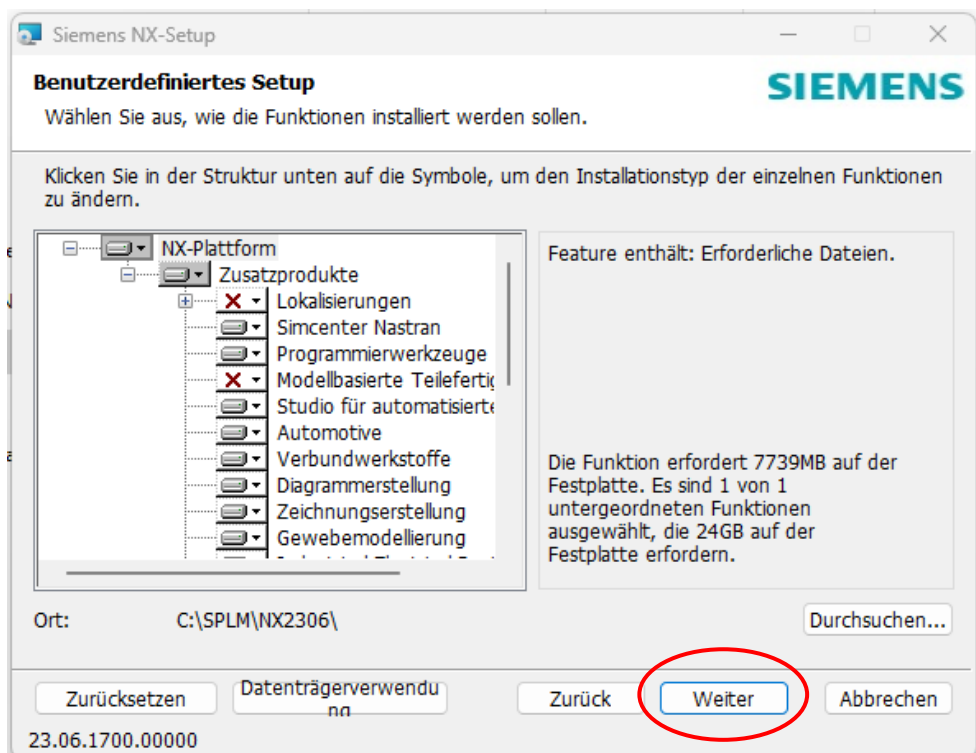 Siemens NX-Setup
Benutzerdefiniertes Setup
SIEMENS
Wählen Sie aus, wie die Funktionen installiert werden sollen.
Klicken Sie in der Struktur unten auf die Symbole, um den Installationstyp der einzelnen Funktionen
zu ändern.
NX-Plattform
Zusatzprodukte
Lokalisierungen
Simcenter Nastran
Programmierwerkzeuge
Modellbasierte Teilefertig
Studio für automatisierte
Automotive
Verbundwerkstoffe
Diagrammerstellung
Zeichnungserstellung
Gewebemodellierung
Feature enthält: Erforderliche Dateien.
Die Funktion erfordert 7739MB auf der
Festplatte. Es sind 1 von 1
untergeordneten Funktionen
ausgewählt, die 24GB auf der
Festplatte erfordern.
Ort: C:\SPLM\NX2306\
Durchsuchen...
Zurücksetzen
Datenträgerverwendu
ng
Zurück
Weiter
Abbrechen
23.06.1700.00000